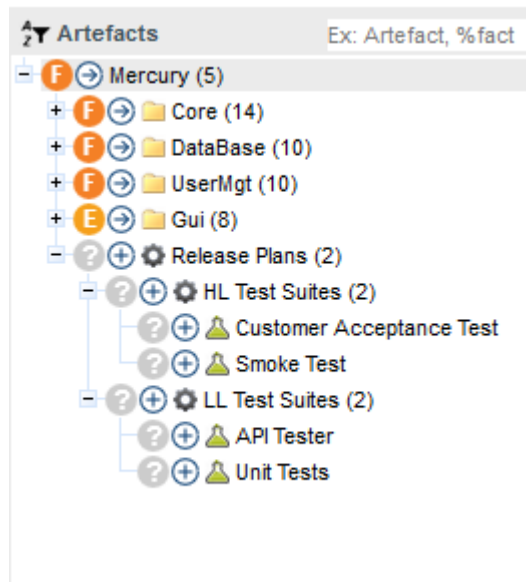 Artefacts Ex: Artefact, %fact
F Mercury (5)
F Core (14)
F DataBase (10)
F UserMgt (10)
E Gui (8)
? Release Plans (2)
? HL Test Suites (2)
? Customer Acceptance Test
? Smoke Test
? LL Test Suites (2)
? API Tester
? Unit Tests